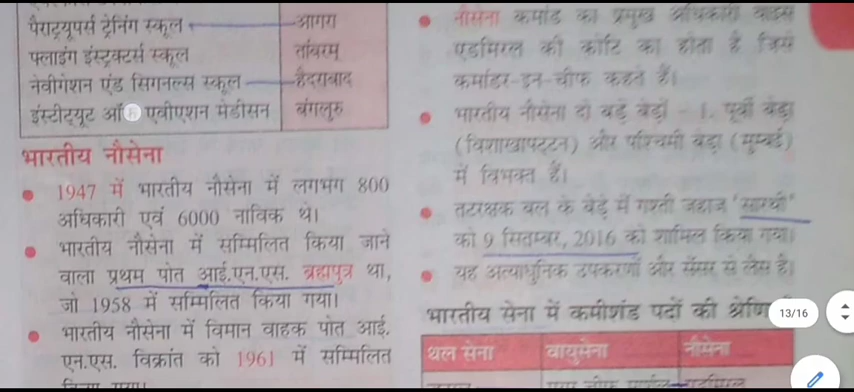 पैराट्रयूपर्स ट्रेनिंग स्कूल आगरा
फ्लाइंग इंस्ट्रक्टर्स स्कूल तांबरम्
नेवीगेशन एंड सिगनल्स स्कूल हैदराबाद
इंस्टीट्यूट ऑफ एवीएशन मेडीसन बंगलुरु
भारतीय नौसेना
1947 में भारतीय नौसेना में लगभग 800
अधिकारी एवं 6000 नाविक थे।
भारतीय नौसेना में सम्मिलित किया जाने
वाला प्रथम पोत आई.एन.एस. ब्रह्मपुत्र था,
जो 1958 में सम्मिलित किया गया।
भारतीय नौसेना में विमान वाहक पोत आई.
एन.एस. विक्रांत को 1961 में सम्मिलित
नौसेना कमांड का प्रमुख अधिकारी वाइस
एडमिरल की कोटि का होता है जिसे
कमांडर-इन-चीफ कहते हैं।
भारतीय नौसेना दो बड़े बेड़ों - 1. पूर्वी बेड़ा
(विशाखापट्टन) और पश्चिमी बेड़ा (मुम्बई)
में विभक्त हैं।
तटरक्षक बल के बेड़े में गश्ती जहाज 'सारथी'
को 9 सितम्बर, 2016 को शामिल किया गया।
यह अत्याधुनिक उपकरणों और सेंसर से लैस है।
भारतीय सेना में कमीशंड पदों की
13/16
थल सेना वायुसेना नौसेना